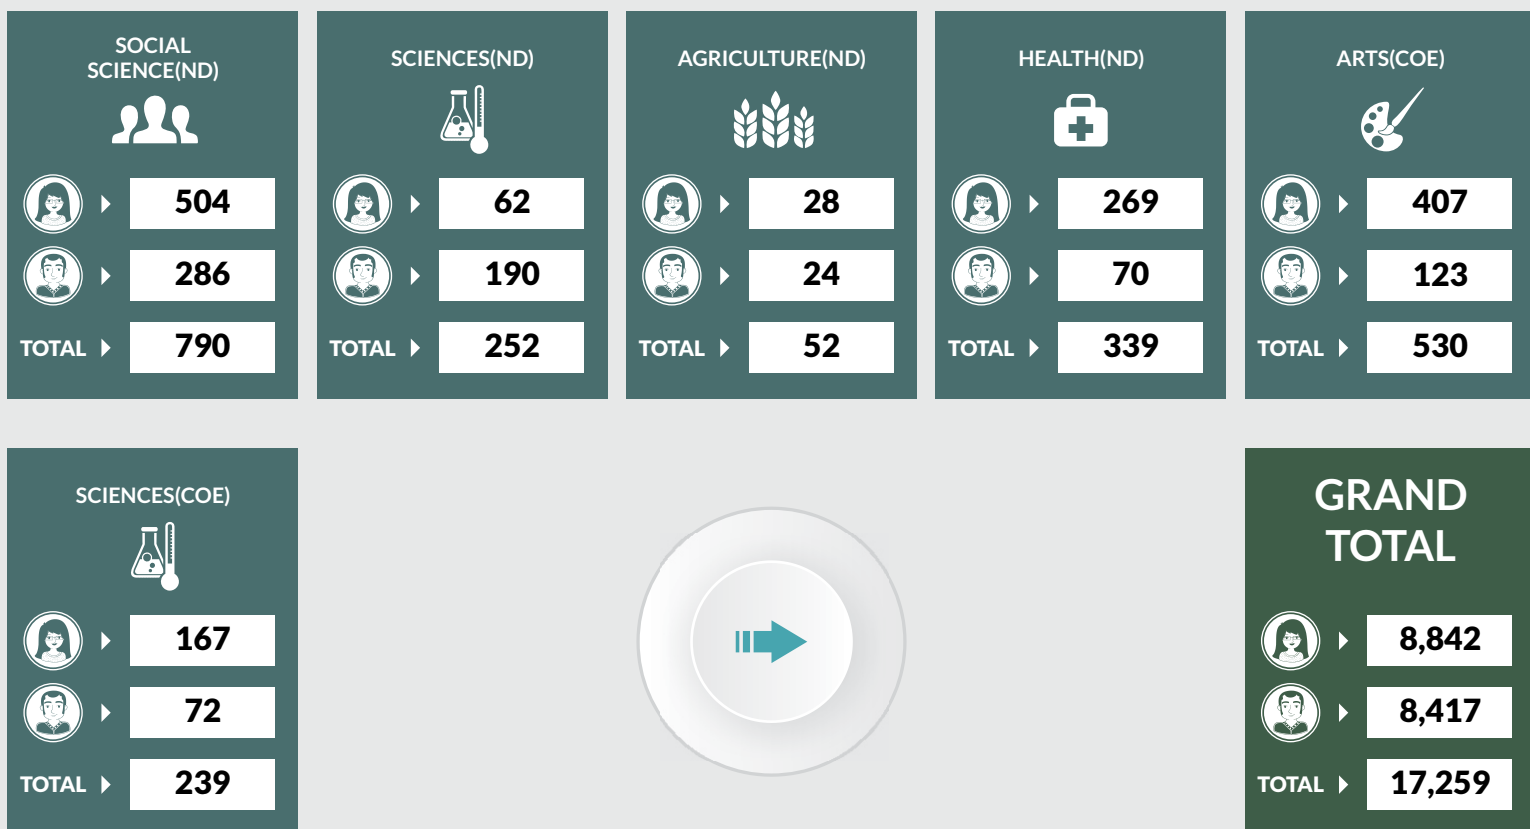 SOCIAL
SCIENCE(ND)
504
286
TOTAL 790
SCIENCES(ND)
62
190
TOTAL 252
AGRICULTURE(ND)
28
24
TOTAL 52
HEALTH(ND)
269
70
TOTAL 339
ARTS(COE)
407
123
TOTAL 530
SCIENCES(COE)
167
72
TOTAL 239
GRAND
TOTAL
8,842
8,417
TOTAL 17,259